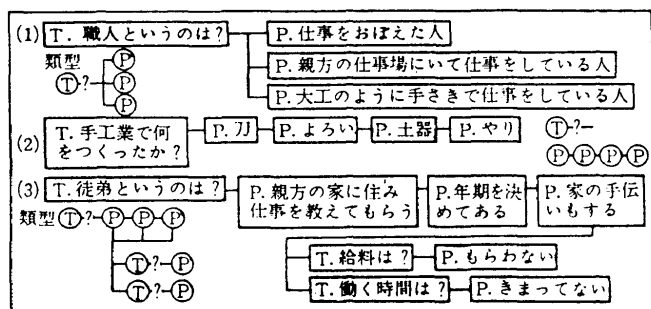 (1) T. 職人というのは? P. 仕事をおぼえた人
類型 P. 親方の仕事場にいて仕事をしている人
T ? P P P
P. 大工のように手さきで仕事をしている人
(2) T. 手工業で何をつくったか? P. 刀 P. よろい P. 土器 P. やり
T ?
P P P P
(3) T. 徒弟というのは? P. 親方の家に住み仕事を教えてもらう P. 年期を決めてある P. 家の手伝いもする
類型 T ? P P P
T. 給料は? P. もらわない
T ? P
T. 働く時間は? P. きまってない
T ? P